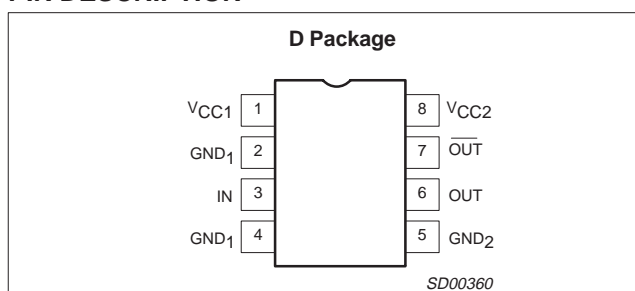 D Package
VCC1 1 8 VCC2
GND1 2 7 OUT
IN 3 6 OUT
GND1 4 5 GND2
SD00360